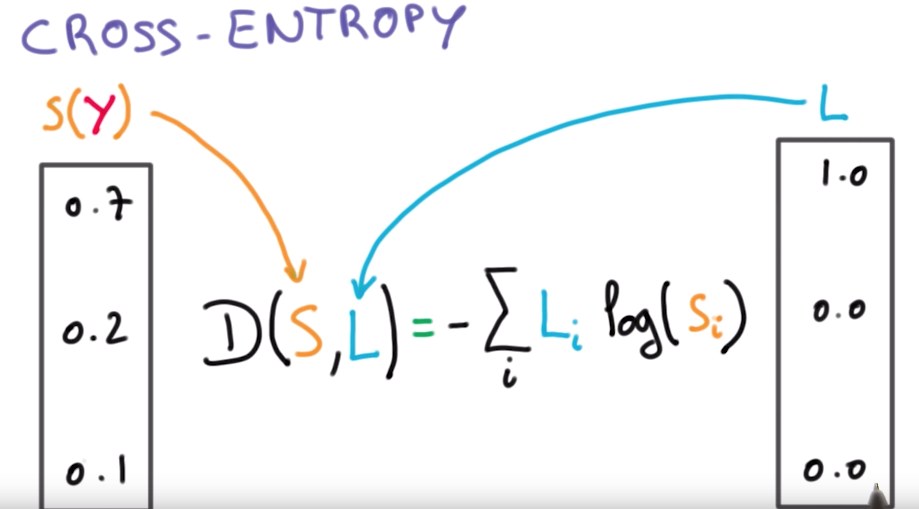 CROSS-ENTROPY
S(Y)
L
0.7
0.2
0.1
D(S,L) = - ∑ᵢ Lᵢ log(Sᵢ)
1.0
0.0
0.0